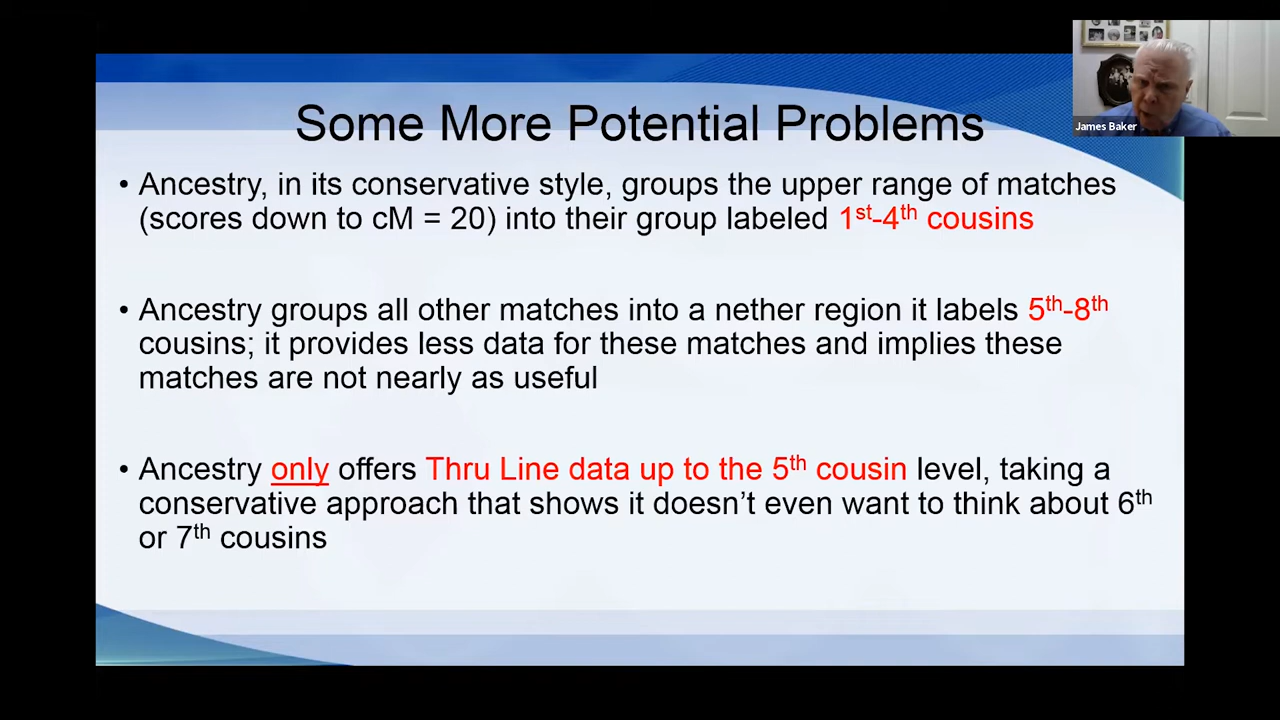 Some More Potential Problems
• Ancestry, in its conservative style, groups the upper range of matches
(scores down to cM = 20) into their group labeled 1st-4th cousins
• Ancestry groups all other matches into a nether region it labels 5th-8th
cousins; it provides less data for these matches and implies these
matches are not nearly as useful
• Ancestry only offers Thru Line data up to the 5th cousin level, taking a
conservative approach that shows it doesn’t even want to think about 6th
or 7th cousins
James Baker